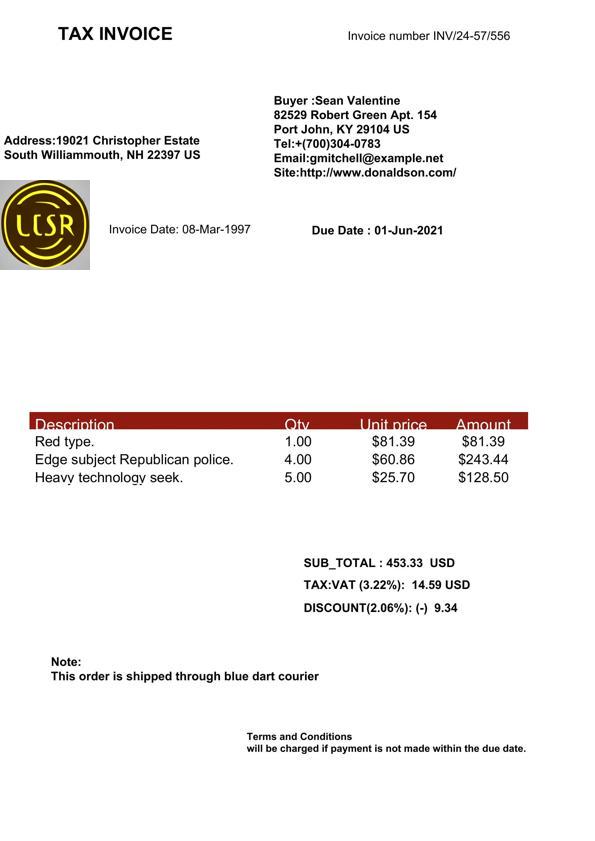 TAX INVOICE
Invoice number INV/24-57/556
Buyer :Sean Valentine
82529 Robert Green Apt. 154
Port John, KY 29104 US
Tel:+(700)304-0783
Email:gmitchell@example.net
Site:http://www.donaldson.com/
Address:19021 Christopher Estate
South Williammouth, NH 22397 US
LCSR
Invoice Date: 08-Mar-1997
Due Date : 01-Jun-2021
Description Qty Unit price Amount
Red type. 1.00 $81.39 $81.39
Edge subject Republican police. 4.00 $60.86 $243.44
Heavy technology seek. 5.00 $25.70 $128.50
SUB_TOTAL : 453.33 USD
TAX:VAT (3.22%): 14.59 USD
DISCOUNT(2.06%): (-) 9.34
Note:
This order is shipped through blue dart courier
Terms and Conditions
will be charged if payment is not made within the due date.